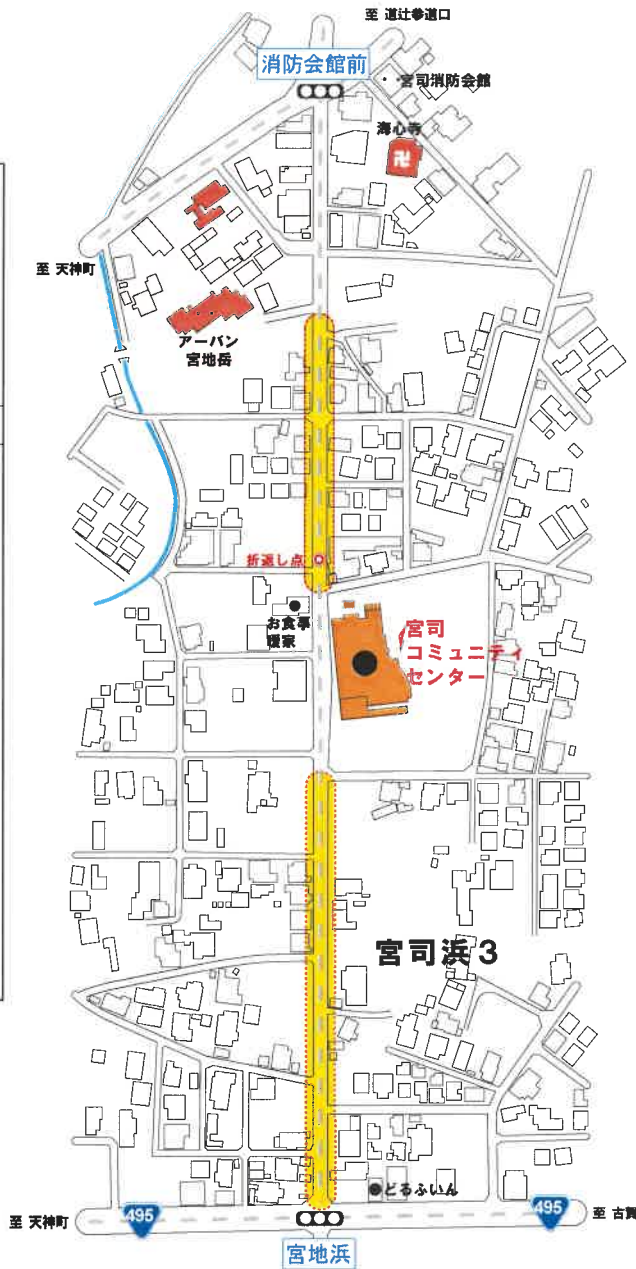 至 道辻参道口
消防会館前
宮司消防会館
海心寺
卍
至 天神町
アーバン
宮地岳
折返し点
お食事
暖家
宮司
コミュニティ
センター
宮司浜3
どるふいん
至 天神町
495
495
至 古賀
宮地浜